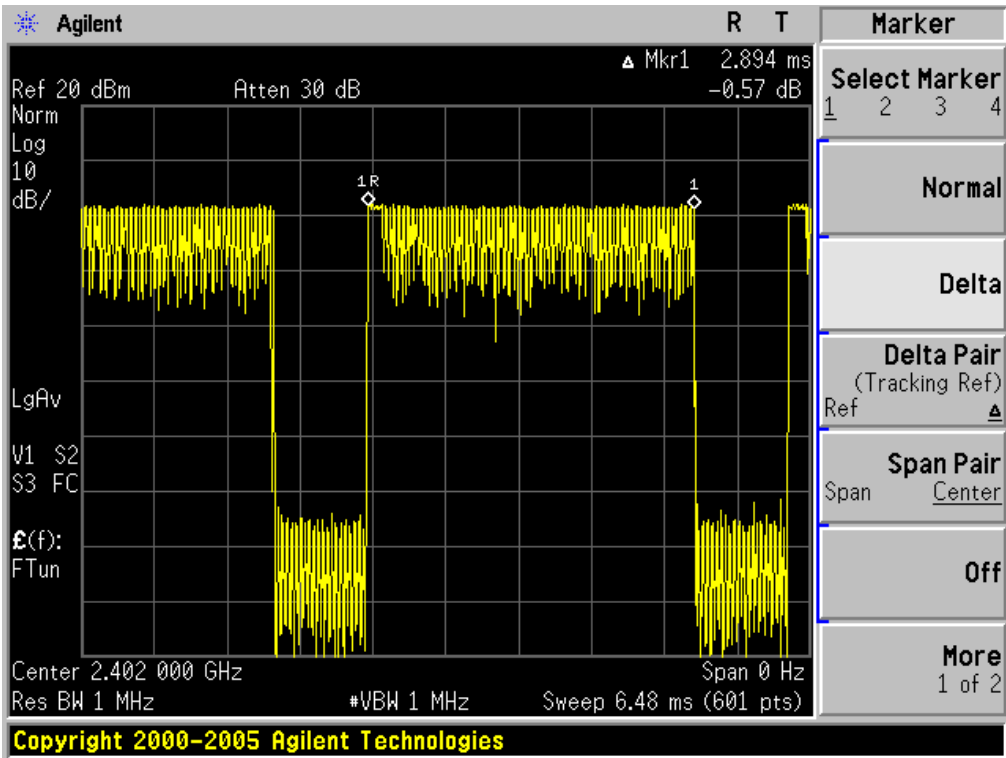 Agilent R T Marker
Δ Mkr1 2.894 ms
Ref 20 dBm Atten 30 dB -0.57 dB
Norm
Log
10
dB/
1R
1
LgAv
V1 S2
S3 FC
£(f):
FTun
Center 2.402 000 GHz Span 0 Hz
Res BW 1 MHz #VBW 1 MHz Sweep 6.48 ms (601 pts)
Copyright 2000-2005 Agilent Technologies
Select Marker
1 2 3 4
Normal
Delta
Delta Pair
(Tracking Ref)
Ref Δ
Span Pair
Span Center
Off
More
1 of 2